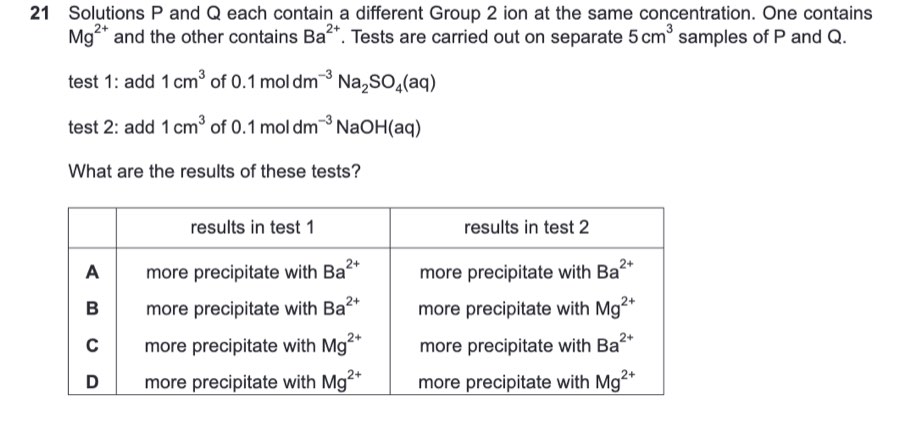 21 Solutions P and Q each contain a different Group 2 ion at the same concentration. One contains
Mg²⁺ and the other contains Ba²⁺. Tests are carried out on separate 5 cm³ samples of P and Q.
test 1: add 1 cm³ of 0.1 mol dm⁻³ Na₂SO₄(aq)
test 2: add 1 cm³ of 0.1 mol dm⁻³ NaOH(aq)
What are the results of these tests?
results in test 1 results in test 2
A more precipitate with Ba²⁺ more precipitate with Ba²⁺
B more precipitate with Ba²⁺ more precipitate with Mg²⁺
C more precipitate with Mg²⁺ more precipitate with Ba²⁺
D more precipitate with Mg²⁺ more precipitate with Mg²⁺